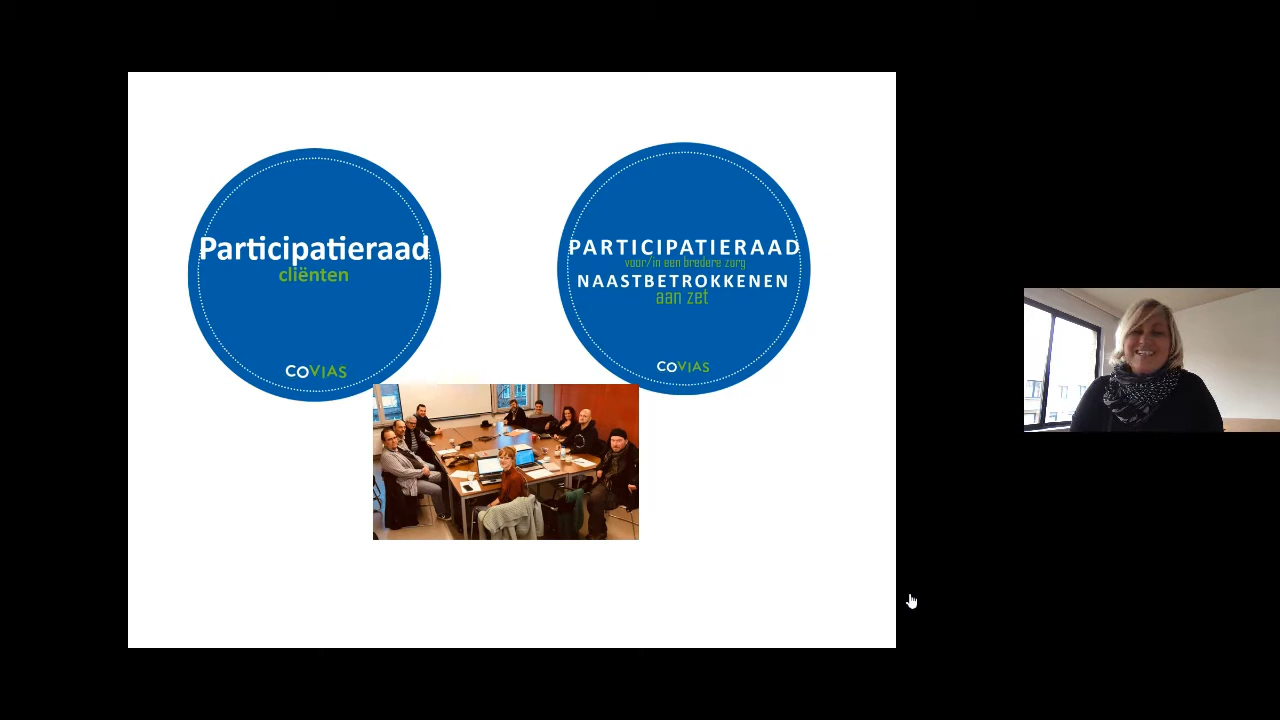 Participatieraad
cliënten
COVIAS
PARTICIPATIERAAD
voor/in een bredere zorg
NAASTBETROKKENEN
aan zet
COVIAS